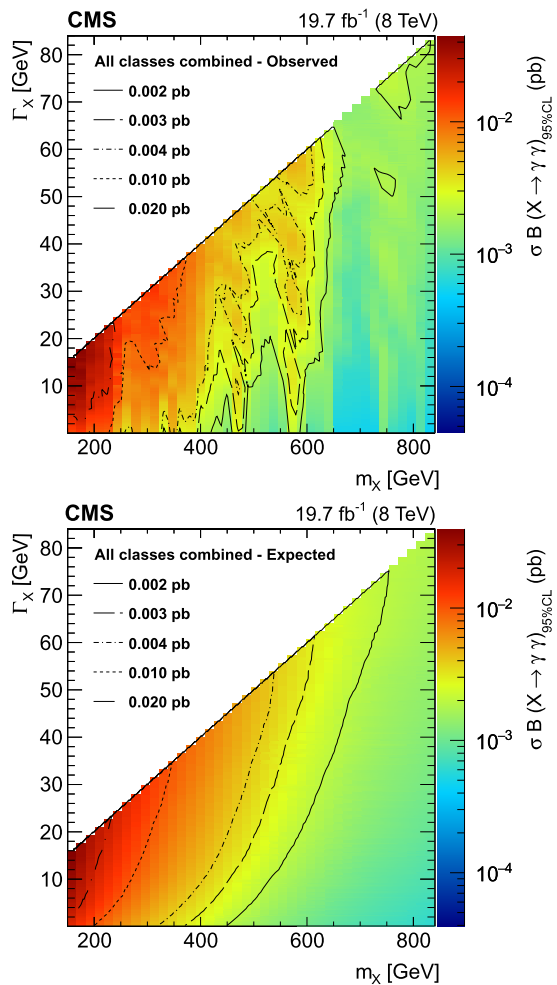 CMS 19.7 fb⁻¹ (8 TeV)
All classes combined - Observed
0.002 pb
0.003 pb
0.004 pb
0.010 pb
0.020 pb
Γ_X [GeV]
80
70
60
50
40
30
20
10
200 400 600 800
m_X [GeV]
10⁻²
10⁻³
10⁻⁴
σ B (X → γ γ)_95%CL (pb)
CMS 19.7 fb⁻¹ (8 TeV)
All classes combined - Expected
0.002 pb
0.003 pb
0.004 pb
0.010 pb
0.020 pb
Γ_X [GeV]
80
70
60
50
40
30
20
10
200 400 600 800
m_X [GeV]
10⁻²
10⁻³
10⁻⁴
σ B (X → γ γ)_95%CL (pb)